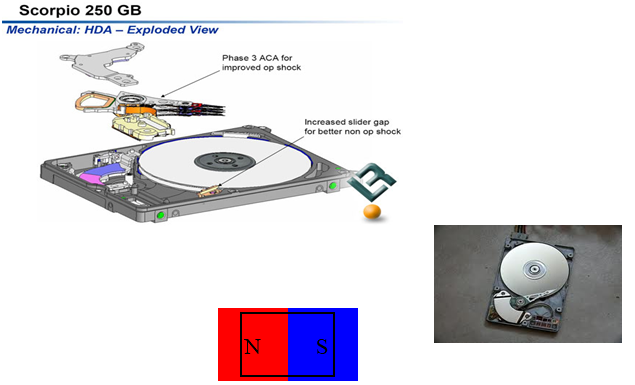 Scorpio 250 GB
Mechanical: HDA – Exploded View
Phase 3 ACA for
improved op shock
Increased slider gap
for better non op shock
N S